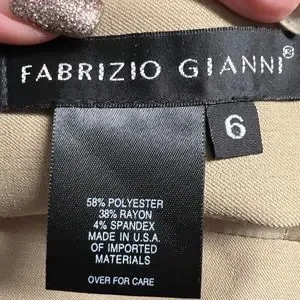 FABRIZIO GIANNI®
6
58% POLYESTER
38% RAYON
4% SPANDEX
MADE IN U.S.A.
OF IMPORTED
MATERIALS
OVER FOR CARE